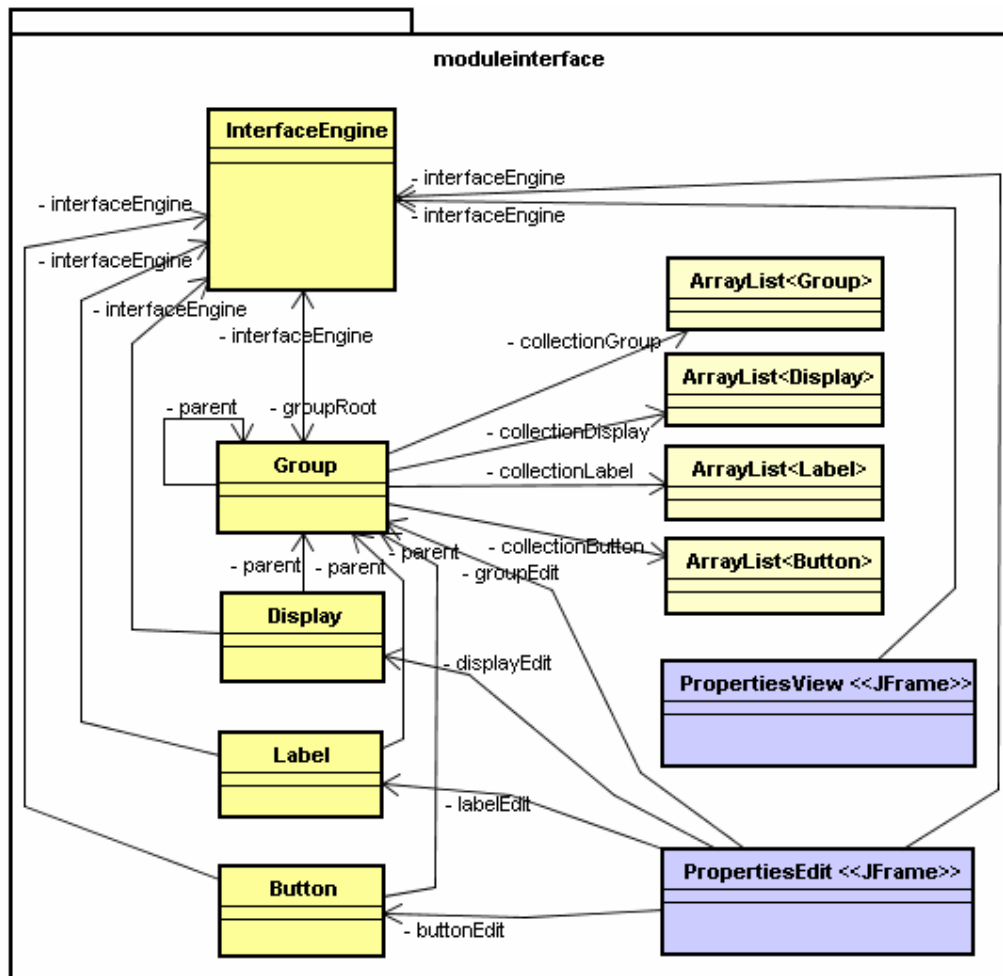 moduleinterface
InterfaceEngine
- interfaceEngine
- interfaceEngine
- interfaceEngine
- interfaceEngine
- interfaceEngine
- interfaceEngine
ArrayList<Group>
- collectionGroup
ArrayList<Display>
- parent
- groupRoot
- collectionDisplay
Group
ArrayList<Label>
- collectionLabel
- collectionButton
ArrayList<Button>
- parent
- parent
- parent
- groupEdit
Display
- displayEdit
PropertiesView <<JFrame>>
Label
- labelEdit
PropertiesEdit <<JFrame>>
Button
- buttonEdit